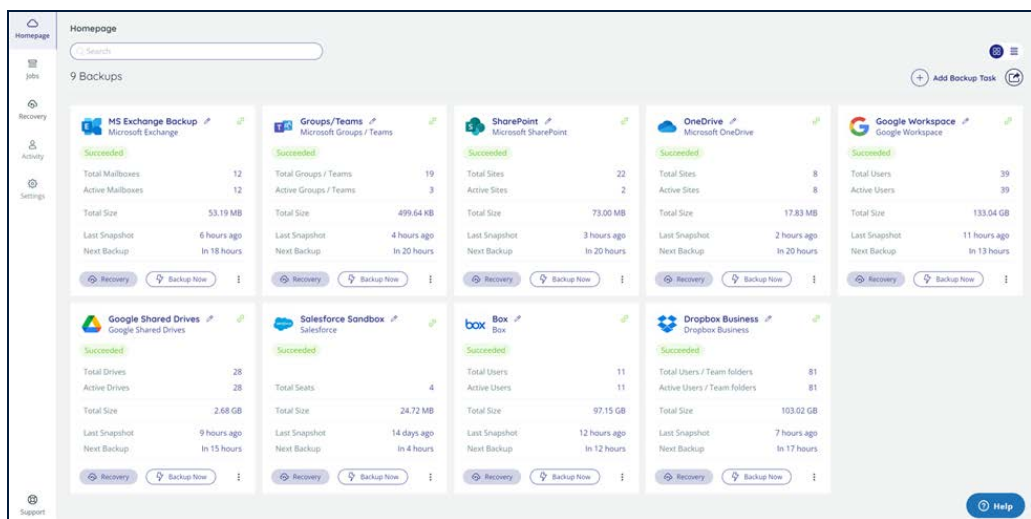 Homepage
Jobs
Recovery
Activity
Settings
Support
Homepage
Search
9 Backups
Add Backup Task
MS Exchange Backup
Microsoft Exchange
Succeeded
Total Mailboxes 12
Active Mailboxes 12
Total Size 53.19 MB
Last Snapshot 6 hours ago
Next Backup In 18 hours
Recovery Backup Now
Groups/Teams
Microsoft Groups / Teams
Succeeded
Total Groups / Teams 19
Active Groups / Teams 3
Total Size 499.64 KB
Last Snapshot 4 hours ago
Next Backup In 20 hours
Recovery Backup Now
SharePoint
Microsoft SharePoint
Succeeded
Total Sites 22
Active Sites 2
Total Size 73.00 MB
Last Snapshot 3 hours ago
Next Backup In 20 hours
Recovery Backup Now
OneDrive
Microsoft OneDrive
Succeeded
Total Sites 8
Active Sites 8
Total Size 17.83 MB
Last Snapshot 2 hours ago
Next Backup In 20 hours
Recovery Backup Now
Google Workspace
Google Workspace
Succeeded
Total Users 39
Active Users 39
Total Size 133.04 GB
Last Snapshot 11 hours ago
Next Backup In 13 hours
Recovery Backup Now
Google Shared Drives
Google Shared Drives
Succeeded
Total Drives 28
Active Drives 28
Total Size 2.68 GB
Last Snapshot 9 hours ago
Next Backup In 15 hours
Recovery Backup Now
Salesforce Sandbox
Salesforce
Succeeded
Total Seats 4
Total Size 24.72 MB
Last Snapshot 14 days ago
Next Backup In 4 hours
Recovery Backup Now
box Box
Box
Succeeded
Total Users 11
Active Users 11
Total Size 97.15 GB
Last Snapshot 12 hours ago
Next Backup In 12 hours
Recovery Backup Now
Dropbox Business
Dropbox Business
Succeeded
Total Users / Team folders 81
Active Users / Team folders 81
Total Size 103.02 GB
Last Snapshot 7 hours ago
Next Backup In 17 hours
Recovery Backup Now
Help